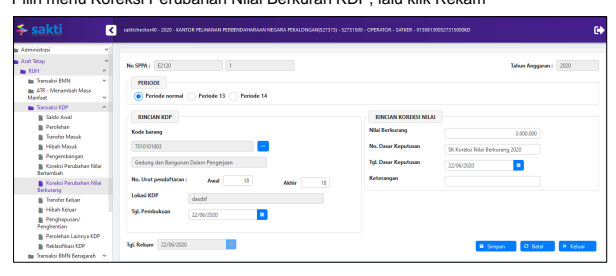 Pilih menu Koreksi Perubahan Nilai Berkurang KDP, lalu klik Rekam
sakti
saktichecker40 - 2020 - KANTOR PELAYANAN PERBENDAHARAAN NEGARA PEKALONGAN(527315) - 527315 00 - OPERATOR - SATKER - 015081300527315000KD
Administrasi
Aset Tetap
RUH
Transaksi BMN
ATR - Menambah Masa
Manfaat
Transaksi KDP
Saldo Awal
Perolehan
Transfer Masuk
Hibah Masuk
Pengembangan
Koreksi Perubahan Nilai
Bertambah
Koreksi Perubahan Nilai
Berkurang
Transfer Keluar
Hibah Keluar
Penghapusan/
Penghentian
Perolehan Lainnya KDP
Reklasifikasi KDP
Transaksi BMN Bersejarah
No SPPA : E2120 1
Tahun Anggaran : 2020
PERIODE
Periode normal Periode 13 Periode 14
RINCIAN KDP
Kode barang
7010101003
Gedung dan Bangunan Dalam Pengerjaan
No. Urut pendaftaran : Awal 18 Akhir 18
Lokasi KDP dasdsf
Tgl. Pembukuan 22/06/2020
RINCIAN KOREKSI NILAI
Nilai Berkurang 3.000.000
No. Dasar Keputusan SK Koreksi Nilai Berkurang 2020
Tgl. Dasar Keputusan 22/06/2020
Keterangan
Tgl. Rekam 22/06/2020
Simpan Batal Keluar